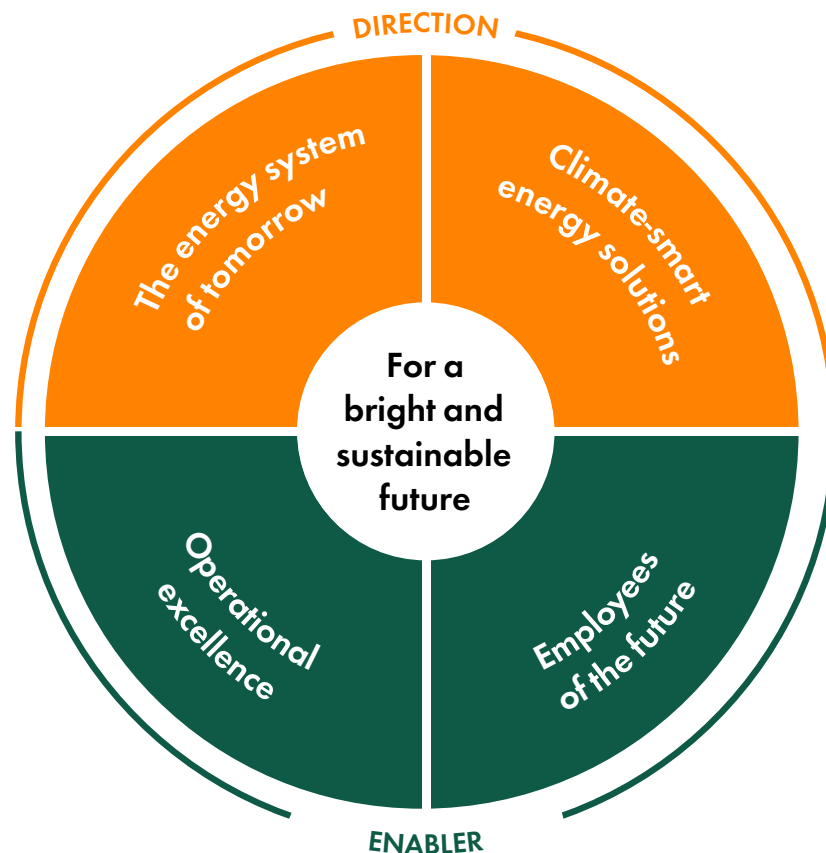 DIRECTION
The energy system
of tomorrow
Climate-smart
energy solutions
For a
bright and
sustainable
future
Operational
excellence
Employees
of the future
ENABLER